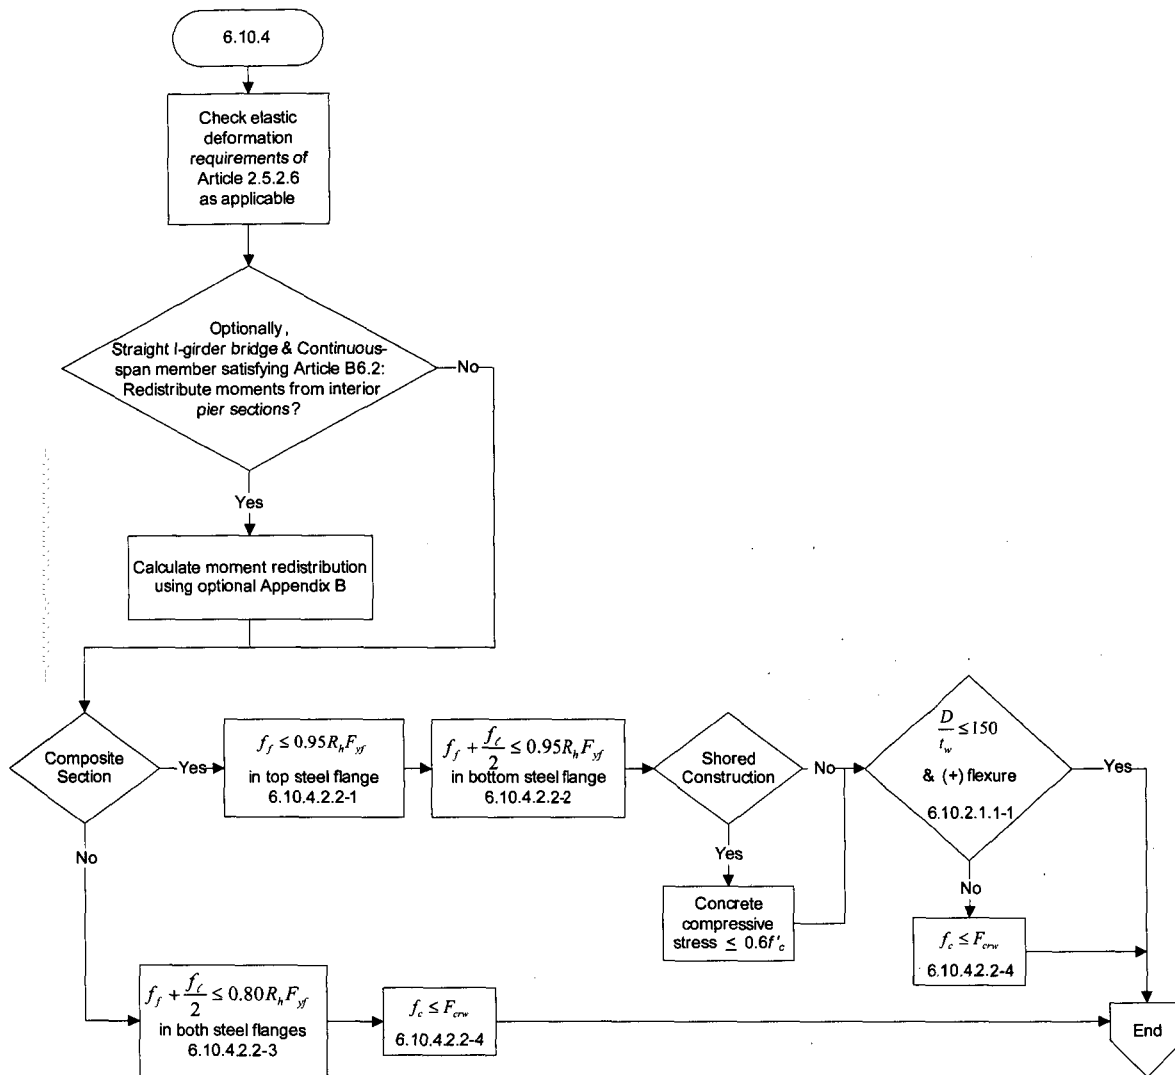 6.10.4
Check elastic
deformation
requirements of
Article 2.5.2.6
as applicable
Optionally,
Straight I-girder bridge & Continuous-
span member satisfying Article B6.2:
Redistribute moments from interior
pier sections?
No
Yes
Calculate moment redistribution
using optional Appendix B
Composite
Section
Yes
f_f ≤ 0.95R_hF_yf
in top steel flange
6.10.4.2.2-1
f_f + f_ℓ/2 ≤ 0.95R_hF_yf
in bottom steel flange
6.10.4.2.2-2
Shored
Construction
No
Yes
Concrete
compressive
stress ≤ 0.6f'_c
D/t_w ≤ 150
& (+) flexure
6.10.2.1.1-1
Yes
No
f_c ≤ F_crw
6.10.4.2.2-4
No
f_f + f_ℓ/2 ≤ 0.80R_hF_yf
in both steel flanges
6.10.4.2.2-3
f_c ≤ F_crw
6.10.4.2.2-4
End